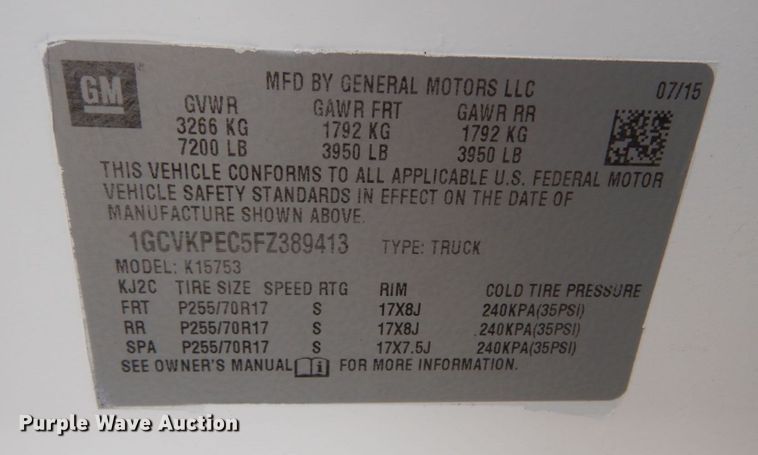 GM
MFD BY GENERAL MOTORS LLC 07/15
GVWR GAWR FRT GAWR RR
3266 KG 1792 KG 1792 KG
7200 LB 3950 LB 3950 LB
THIS VEHICLE CONFORMS TO ALL APPLICABLE U.S. FEDERAL MOTOR
VEHICLE SAFETY STANDARDS IN EFFECT ON THE DATE OF
MANUFACTURE SHOWN ABOVE.
1GCVKPEC5FZ389413 TYPE: TRUCK
MODEL: K15753
KJ2C TIRE SIZE SPEED RTG RIM COLD TIRE PRESSURE
FRT P255/70R17 S 17X8J 240KPA(35PSI)
RR P255/70R17 S 17X8J 240KPA(35PSI)
SPA P255/70R17 S 17X7.5J 240KPA(35PSI)
SEE OWNER'S MANUAL i FOR MORE INFORMATION.
Purple Wave Auction